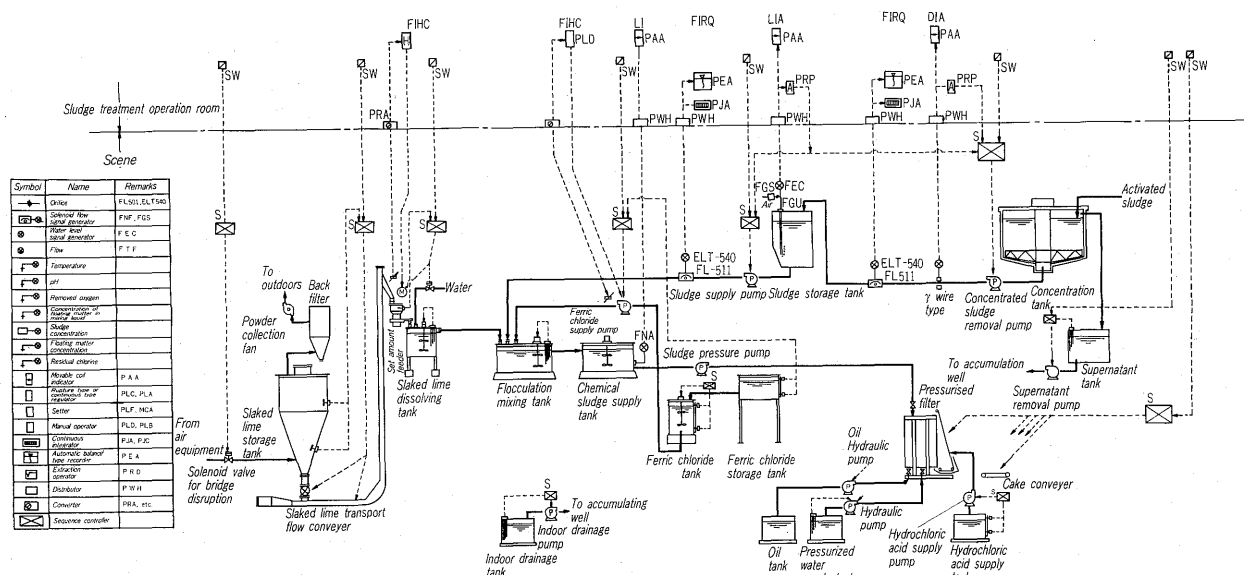 FIHC
FIHC
PLD
LI
PAA
FIRQ
LIA
PAA
FIRQ
DIA
PAA
SW
SW
SW
SW
PEA
SW
PRP
PEA
PRP
SW
SW
SW
PJA
PJA
Sludge treatment operation room
PRA
PWH
PWH
PWH
PWH
PWH
Scene
S
S
Symbol
Name
Remarks
Orifice
FL501, ELT540
Solenoid flow
signal generator
FNF, FGS
Water level
signal generator
FEC
Flow
FTF
Temperature
pH
Removed oxygen
Concentration of
floating matter in
mixing liquid
Sludge
concentration
Floating matter
concentration
Residual chlorine
Movable coil
indicator
PAA
continuous type
regulator
PLC, PLA
Setter
PLF, MCA
Manual operator
PLD, PLB
Continuous
integrator
PJA, PJC
Automatic balance
type recorder
PEA
Extraction
operator
PRD
Distributor
PWH
Converter
PRA, etc.
Sequence controller
S
S
S
S
S
FGS
Air
FEC
FGU
Activated
sludge
To
outdoors
Back
filter
Powder
collection
fan
M
Water
ELT-540
FL-511
Sludge supply pump
Sludge storage tank
ELT-540
FL511
γ wire
type
Concentrated
sludge
removal pump
Concentration
tank
Ferric
chloride
supply pump
FNA
Set amount
feeder
Slaked lime
dissolving
tank
Flocculation
mixing tank
Chemical
sludge supply
tank
Sludge pressure pump
To accumulation
well
Supernatant
removal pump
Supernatant
tank
Slaked
lime
storage
tank
From
air
equipment
Solenoid valve
for bridge
disruption
Slaked lime transport
flow conveyer
S
Ferric chloride
tank
Ferric chloride
storage tank
Pressurised
filter
S
Oil
Hydraulic
pump
Cake conveyer
S
To accumulating
well
Indoor drainage
pump
Indoor drainage
tank
Oil
tank
Pressurized
water
Hydraulic
pump
Hydrochloric
acid supply
pump
S
Hydrochloric
acid supply